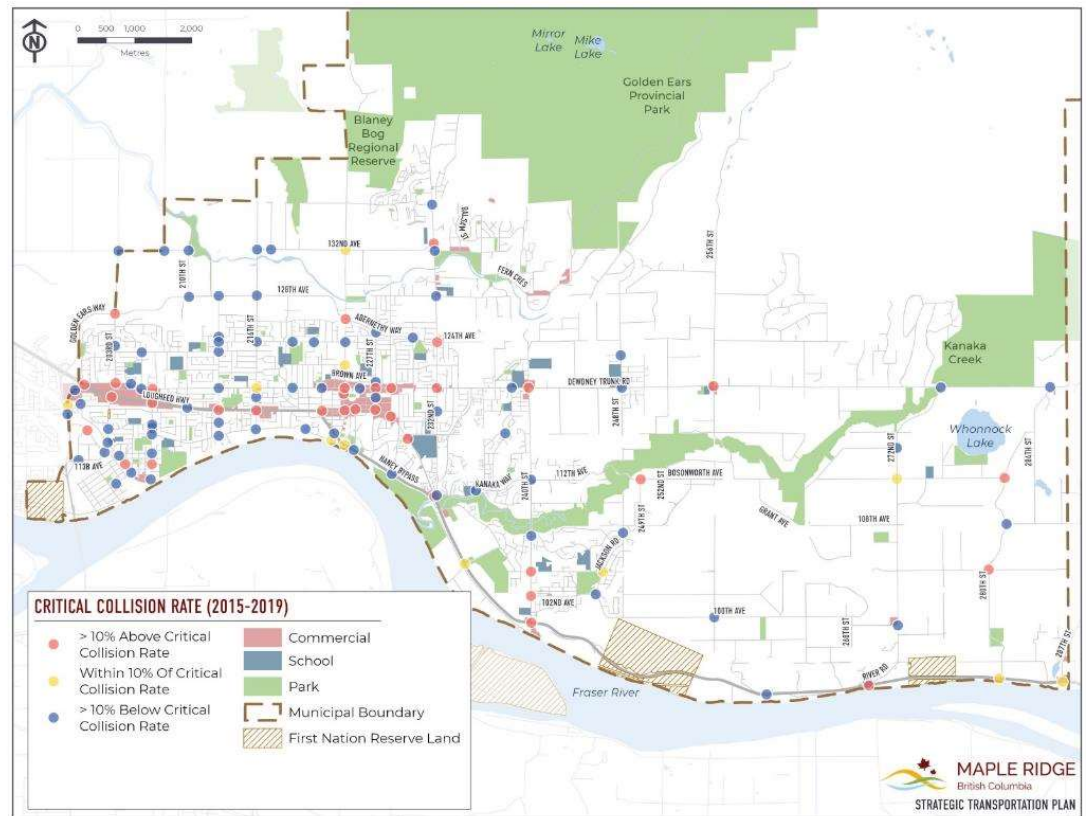 N
0 500 1,000 2,000
Metres
Mirror
Lake
Mike
Lake
Golden Ears
Provincial
Park
Blaney
Bog
Regional
Reserve
BALSAM ST
132ND AVE
256TH ST
FERN CRES
210TH ST
128TH AVE
GOLDEN EARS WAY
203RD ST
216TH ST
ABERNETHY WAY
227TH ST
124TH AVE
Kanaka
Creek
BROWN AVE
DEWDNEY TRUNK RD
LOUGHEED HWY
232ND ST
248TH ST
Whonnock
Lake
272ND ST
284TH ST
113B AVE
HANEY BYPASS
112TH AVE
KANAKA WAY
240TH ST
252ND ST
BOSONWORTH AVE
GRANT AVE
108TH AVE
249TH ST
JACKSON RD
280TH ST
102ND AVE
100TH AVE
268TH ST
287TH ST
RIVER RD
Fraser River
CRITICAL COLLISION RATE (2015-2019)
> 10% Above Critical
Collision Rate
Within 10% Of Critical
Collision Rate
> 10% Below Critical
Collision Rate
Commercial
School
Park
Municipal Boundary
First Nation Reserve Land
MAPLE RIDGE
British Columbia
STRATEGIC TRANSPORTATION PLAN